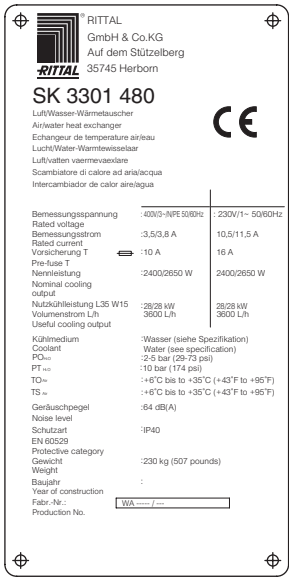 RITTAL
GmbH & Co.KG
Auf dem Stützelberg
35745 Herborn
RITTAL
®
SK 3301 480
CE
Luft/Wasser-Wärmetauscher
Air/water heat exchanger
Echangeur de temperature air/eau
Lucht/Water-Warmtewisselaar
Luft/vatten vaermevaexlare
Scambiatore di calore ad aria/acqua
Intercambiador de calor aire/agua
Bemessungsspannung :400V/3~/N/PE 50/60Hz : 230V/1~ 50/60Hz
Rated voltage
Bemessungsstrom :3,5/3,8 A 10,5/11,5 A
Rated current
Vorsicherung T :10 A 16 A
Pre-fuse T
Nennleistung :2400/2650 W 2400/2650 W
Nominal cooling
output
Nutzkühlleistung L35 W15 :28/28 kW 28/28 kW
Volumenstrom L/h 3600 L/h 3600 L/h
Useful cooling output
Kühlmedium :Wasser (siehe Spezifikation)
Coolant Water (see specification)
PO H₂O :2-5 bar (29-73 psi)
PT H₂O :10 bar (174 psi)
TO Air :+6˚C bis to +35˚C (+43˚F to +95˚F)
TS Air :+6˚C bis to +35˚C (+43˚F to +95˚F)
Geräuschpegel :64 dB(A)
Noise level
Schutzart :IP40
EN 60529
Protective category
Gewicht :230 kg (507 pounds)
Weight
Baujahr :
Year of construction
Fabr.-Nr.: WA ----- / ---
Production No.